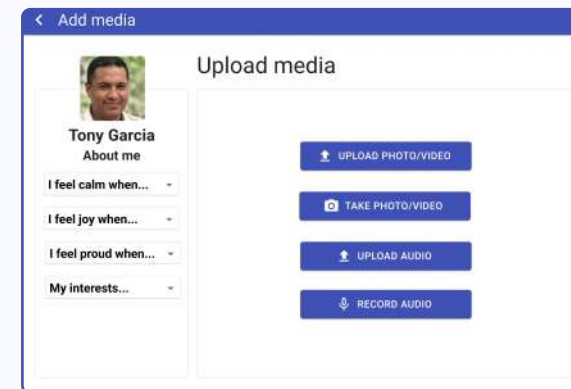 Add media
Upload media
Tony Garcia
About me
I feel calm when...
I feel joy when...
I feel proud when...
My interests...
UPLOAD PHOTO/VIDEO
TAKE PHOTO/VIDEO
UPLOAD AUDIO
RECORD AUDIO